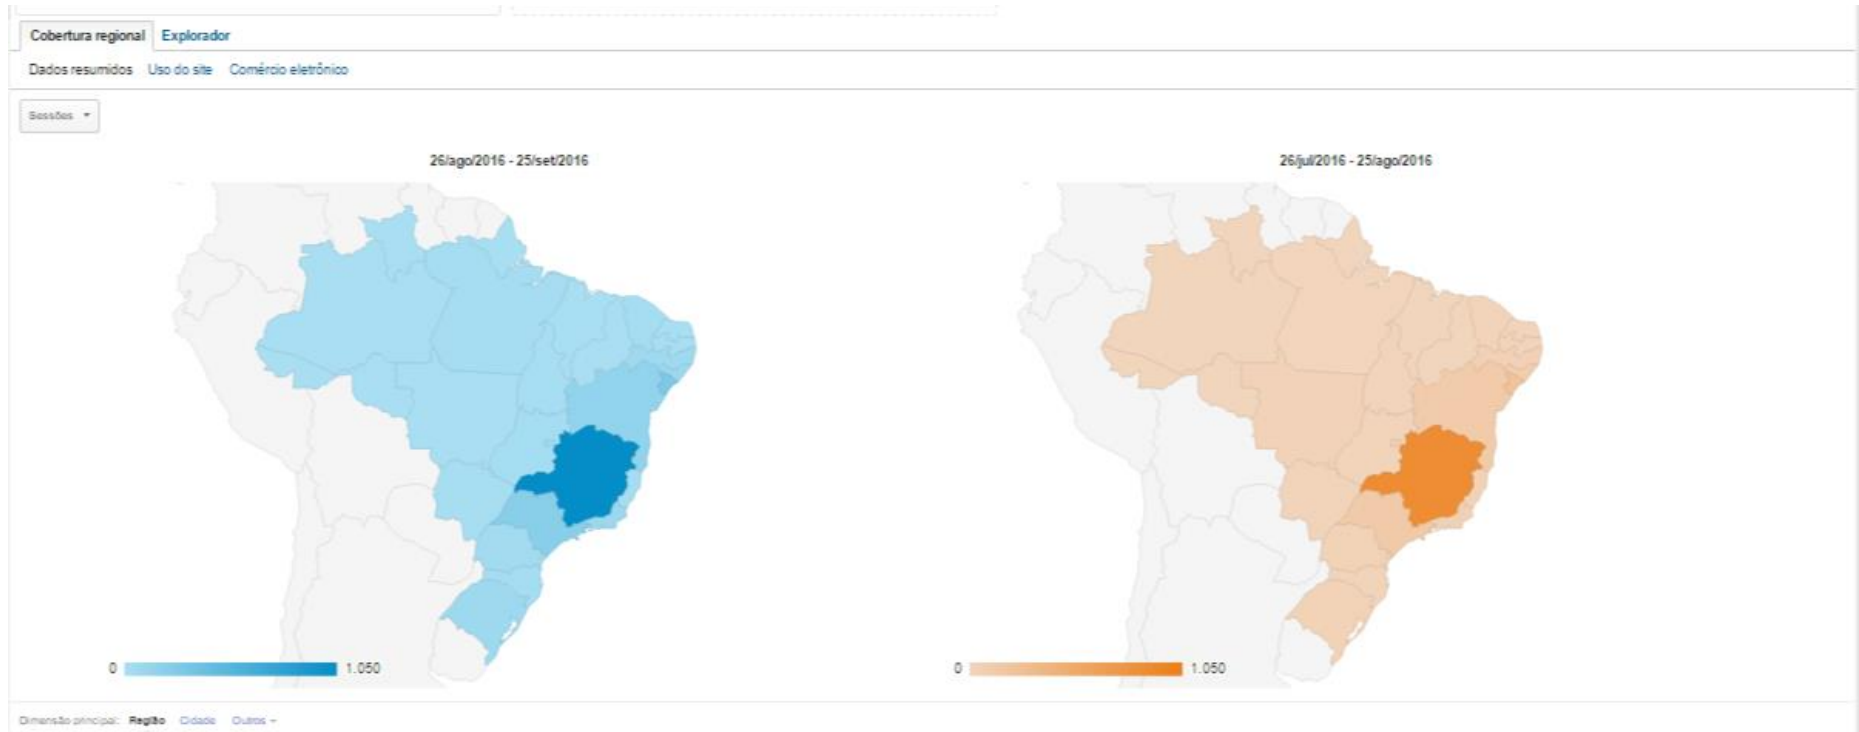 Cobertura regional Explorador
Dados resumidos Uso do site Comércio eletrônico
Sessões
26/ago/2016 - 25/set/2016
26/jul/2016 - 25/ago/2016
0 1.050
0 1.050
Dimensão principal: Região Cidade Outros